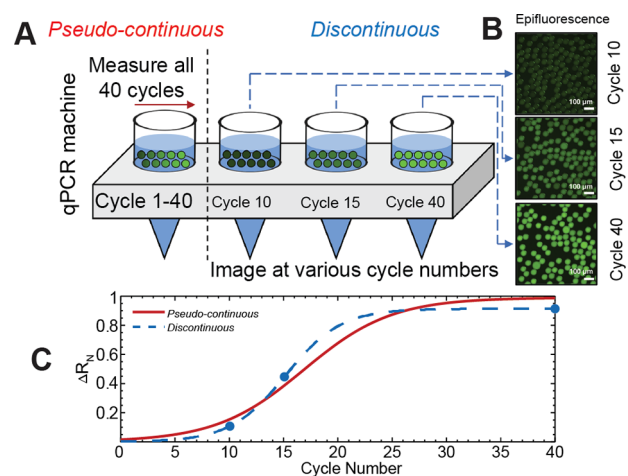 A
Pseudo-continuous
Discontinuous
B
Epifluorescence
Measure all
40 cycles
qPCR machine
Cycle 1-40
Cycle 10
Cycle 15
Cycle 40
Image at various cycle numbers
100 μm
Cycle 10
100 μm
Cycle 15
100 μm
Cycle 40
C
Pseudo-continuous
Discontinuous
ΔR_N
1
0.8
0.6
0.4
0.2
0
5
10
15
20
25
30
35
40
Cycle Number